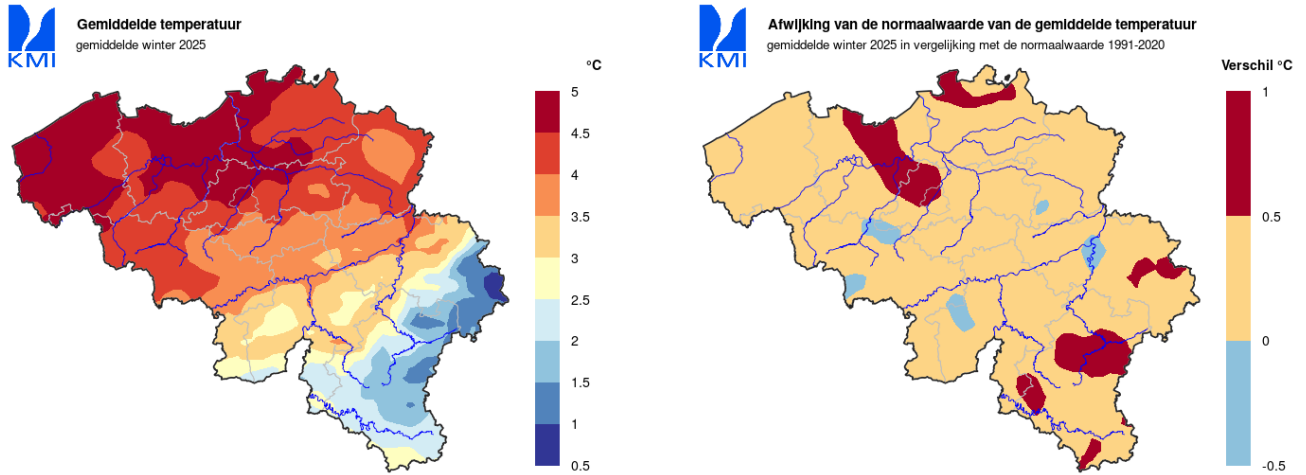 Gemiddelde temperatuur
gemiddelde winter 2025
KMI
°C
5
4.5
4
3.5
3
2.5
2
1.5
1
0.5
Afwijking van de normaalwaarde van de gemiddelde temperatuur
gemiddelde winter 2025 in vergelijking met de normaalwaarde 1991-2020
KMI
Verschil °C
1
0.5
0
-0.5